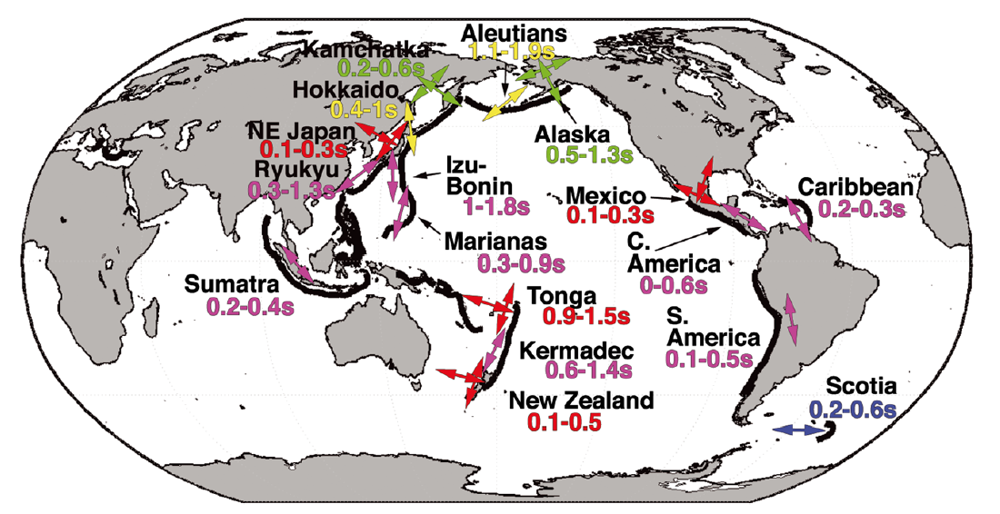 Aleutians
1.1-1.9s
Kamchatka
0.2-0.6s
Hokkaido
0.4-1s
NE Japan
0.1-0.3s
Ryukyu
0.3-1.3s
Izu-
Bonin
1-1.8s
Marianas
0.3-0.9s
Alaska
0.5-1.3s
Mexico
0.1-0.3s
Caribbean
0.2-0.3s
C.
America
0-0.6s
Sumatra
0.2-0.4s
Tonga
0.9-1.5s
S.
America
0.1-0.5s
Kermadec
0.6-1.4s
New Zealand
0.1-0.5
Scotia
0.2-0.6s